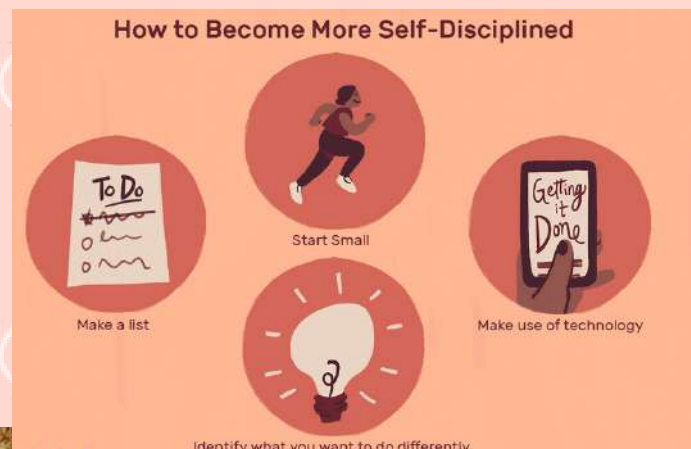 How to Become More Self-Disciplined
To Do
Make a list
Start Small
Getting
it
Done
Make use of technology
Identify what you want to do differently